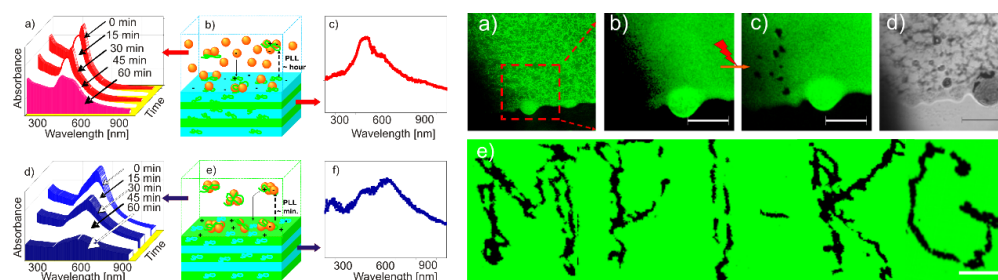 a)
0 min
15 min
30 min
45 min
60 min
Absorbance
Time
300 600 900
Wavelength [nm]
b)
PLL
~ hour
c)
300 600 900
Wavelength [nm]
d)
0 min
15 min
30 min
45 min
60 min
Absorbance
Time
300 600 900
Wavelength [nm]
e)
PLL
~ min.
f)
300 600 900
Wavelength [nm]
a)
b)
c)
d)
e)